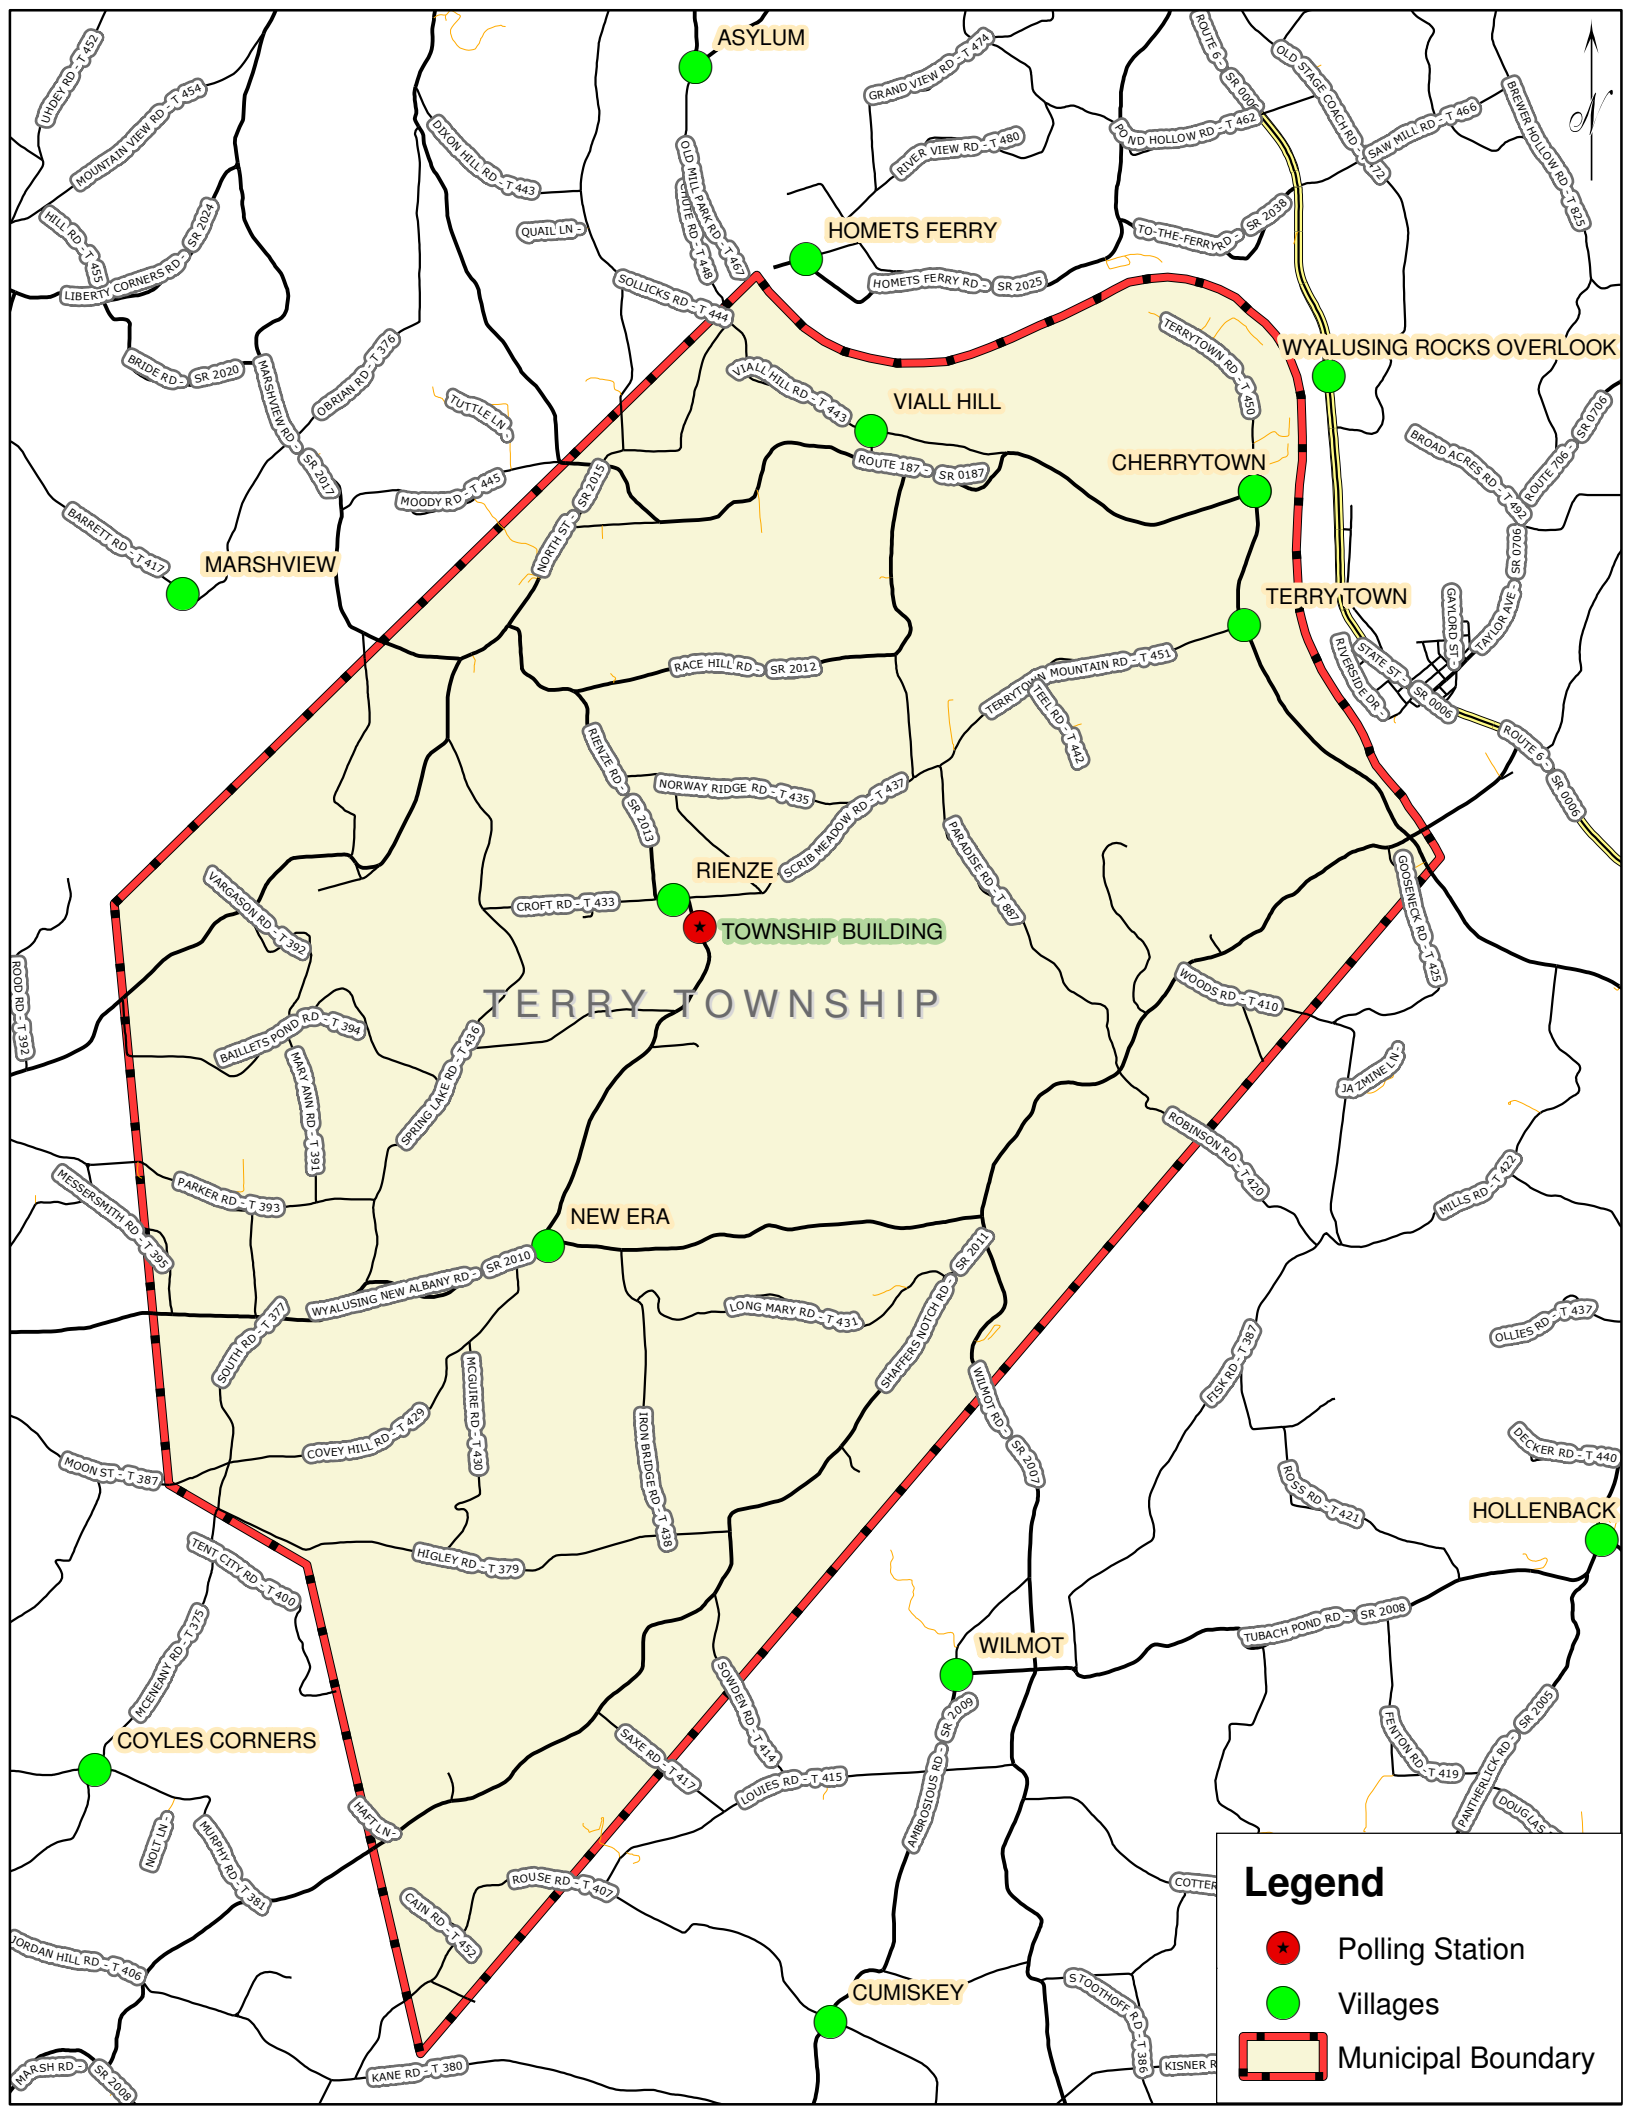 ASYLUM
UHDEY RD - T 452
MOUNTAIN VIEW RD - T 454
DIXON HILL RD - T 443
GRAND VIEW RD - T 474
RIVER VIEW RD - T 480
ROUTE 6 - SR 0006
POND HOLLOW RD - T 462
SAW MILL RD - T 466
BREWER HOLLOW RD - T 825
HILL RD - T 455
LIBERTY CORNERS RD - SR 2024
QUAIL LN -
OLD MILL PARK RD - T 467
HOMETS FERRY
TO-THE-FERRYRD - SR 2038
SOLLICKS RD - T 444
HOMETS FERRY RD - SR 2025
BRIDE RD - SR 2020
OBRIAN RD - T 376
MARSHVIEW RD - SR 2017
TUTTLE LN -
VIALL HILL RD - T 443
TERRYTOWN RD - T 450
WYALUSING ROCKS OVERLOOK
VIALL HILL
CHERRYTOWN
ROUTE 187 - SR 0187
BROAD ACRES RD - T 492
ROUTE 706 - SR 0706
MOODY RD - T 445
NORTH ST - SR 2015
BARRETT RD - T 417
MARSHVIEW
TERRY TOWN
GAYLORD ST -
TAYLOR AVE - SR 0706
RACE HILL RD - SR 2012
TERRYTOWN MOUNTAIN RD - T 451
TEEL RD - T 442
RIVERSIDE DR -
STATE ST - SR 0006
ROUTE 6 - SR 0006
RIENZE RD - SR 2013
NORWAY RIDGE RD - T 435
SCRIB MEADOW RD - T 437
PARADISE RD - T 887
RIENZE
CROFT RD - T 433
TOWNSHIP BUILDING
VARGASON RD - T 392
GOOSENECK RD - T 425
ROOD RD - T 392
TERRY TOWNSHIP
WOODS RD - T 410
BAILLETS POND RD - T 394
MARY ANN RD - T 391
SPRING LAKE RD - T 436
JAZMINE LN -
ROBINSON RD - T 420
MILLS RD - T 422
MESSERSMITH RD - T 395
PARKER RD - T 393
NEW ERA
WYALUSING NEW ALBANY RD - SR 2010
LONG MARY RD - T 431
SHAFFERS NOTCH RD - SR 2011
OLLIES RD - T 437
SOUTH RD - T 377
FISK RD - T 387
WILMOT RD - SR 2007
MCGUIRE RD - T 430
COVEY HILL RD - T 429
IRON BRIDGE RD - T 438
MOON ST - T 387
DECKER RD - T 440
ROSS RD - T 421
HOLLENBACK
TENT CITY RD - T 400
HIGLEY RD - T 379
MCENEANY RD - T 375
TUBACH POND RD - SR 2008
WILMOT
SOWDEN RD - T 414
SAXE RD - T 417
LOUIES RD - T 415
AMBROSIOUS RD - SR 2009
FENTON RD - T 419
PANTHERLICK RD - SR 2005
DOUGLAS
COYLES CORNERS
NOLT LN -
MURPHY RD - T 381
HAFT LN -
ROUSE RD - T 407
CAIN RD - T 452
COTTER
JORDAN HILL RD - T 406
CUMISKEY
STOOTHOFF RD - T 386
KISNER R
KANE RD - T 380
MARSH RD - SR 2008
Legend
Polling Station
Villages
Municipal Boundary